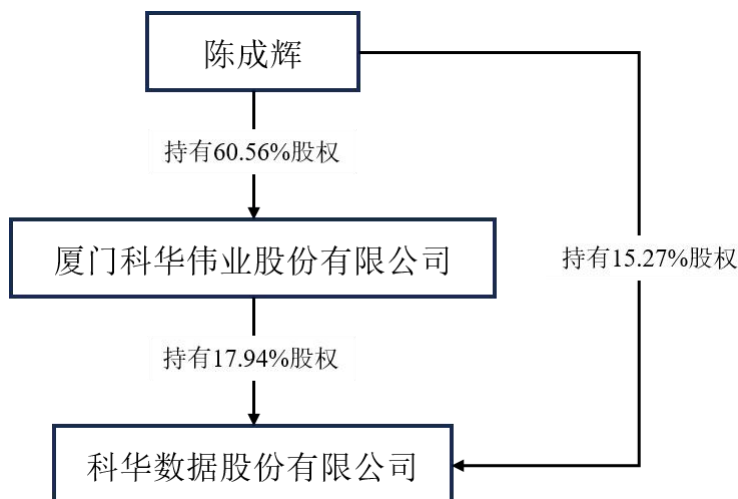 陈成辉
持有60.56%股权
厦门科华伟业股份有限公司
持有15.27%股权
持有17.94%股权
科华数据股份有限公司